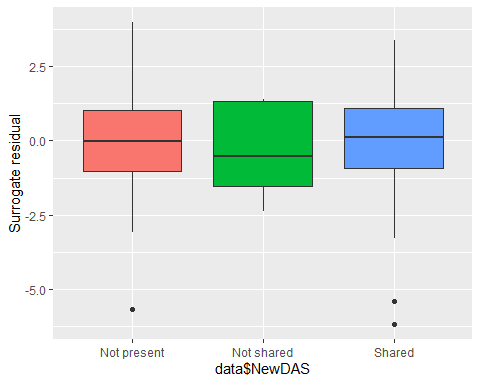 Surrogate residual
2.5
0.0
-2.5
-5.0
Not present
Not shared
Shared
data$NewDAS